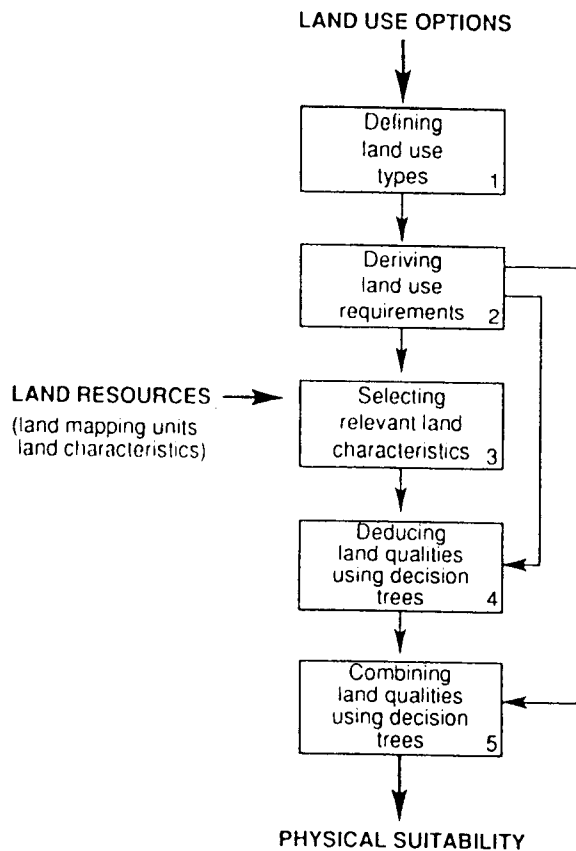 LAND USE OPTIONS
Defining
land use
types
1
Deriving
land use
requirements
2
LAND RESOURCES
(land mapping units
land characteristics)
Selecting
relevant land
characteristics
3
Deducing
land qualities
using decision
trees
4
Combining
land qualities
using decision
trees
5
PHYSICAL SUITABILITY